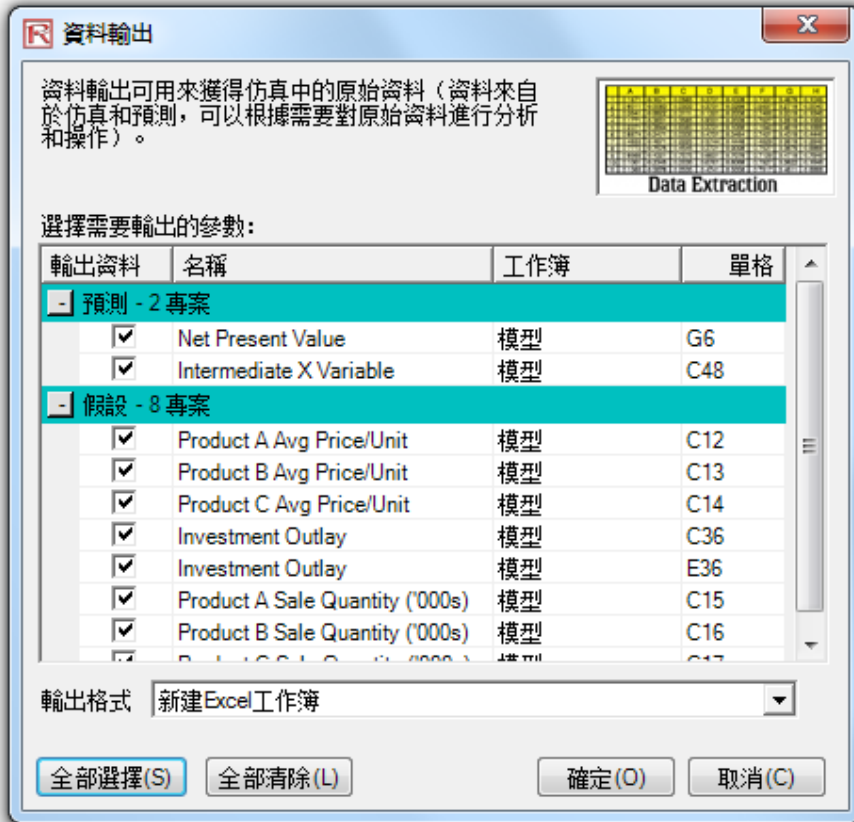 資料輸出
資料輸出可用來獲得仿真中的原始資料（資料來自
於仿真和預測，可以根據需要對原始資料進行分析
和操作）。
Data Extraction
選擇需要輸出的參數:
輸出資料 名稱 工作簿 單格
預測 - 2 專案
Net Present Value 模型 G6
Intermediate X Variable 模型 C48
假設 - 8 專案
Product A Avg Price/Unit 模型 C12
Product B Avg Price/Unit 模型 C13
Product C Avg Price/Unit 模型 C14
Investment Outlay 模型 C36
Investment Outlay 模型 E36
Product A Sale Quantity ('000s) 模型 C15
Product B Sale Quantity ('000s) 模型 C16
Product C Sale Quantity ('000s) 模型 C17
輸出格式 新建Excel工作簿
全部選擇(S) 全部清除(L) 確定(O) 取消(C)